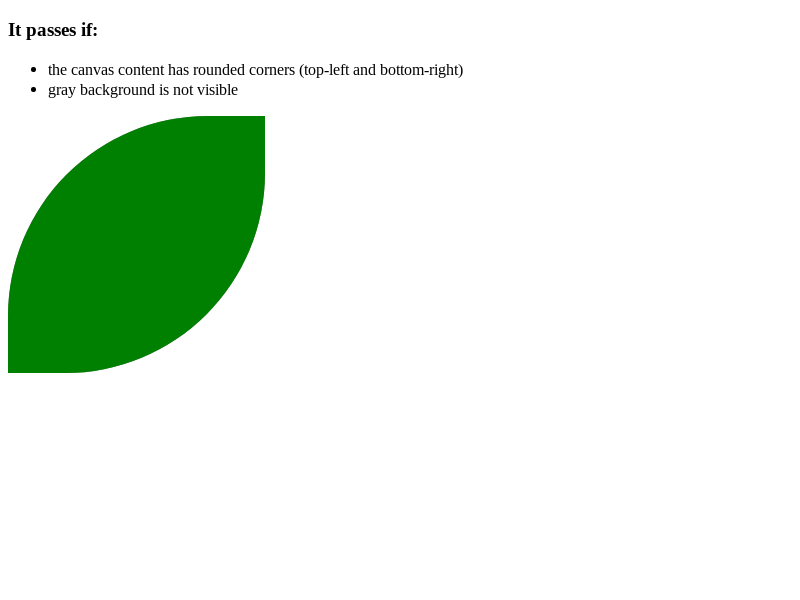 It passes if:
the canvas content has rounded corners (top-left and bottom-right)
gray background is not visible